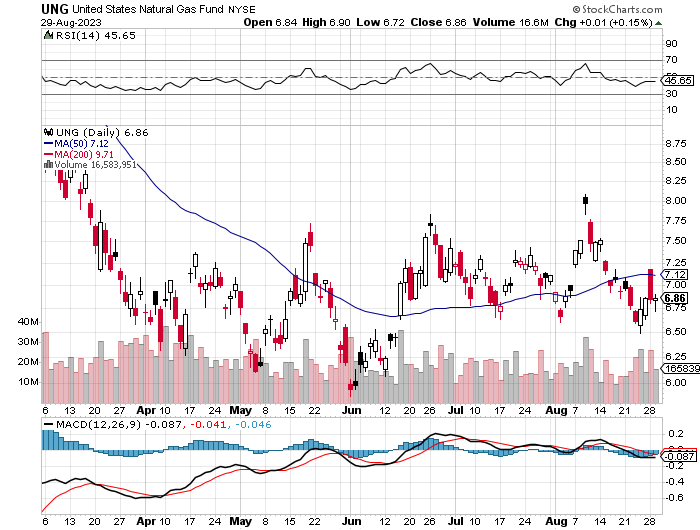 UNG United States Natural Gas Fund NYSE © StockCharts.com
29-Aug-2023 Open 6.84 High 6.90 Low 6.72 Close 6.86 Volume 16.6M Chg +0.01 (+0.15%)
RSI(14) 45.65
90
70
50
45.65
30
10
UNG (Daily) 6.86
MA(50) 7.12
MA(200) 9.71
Volume 16,583,951
8.75
8.50
8.25
8.00
7.75
7.50
7.25
7.12
7.00
6.86
6.75
6.50
6.25
6.00
40M
30M
20M
10M
165839
6 13 20 27 Apr 10 17 24 May 8 15 22 Jun 12 20 26 Jul 10 17 24 Aug 7 14 21 28
MACD(12,26,9) -0.087, -0.041, -0.046
0.2
0.0
-0.087
-0.2
-0.4
-0.6
6 13 20 27 Apr 10 17 24 May 8 15 22 Jun 12 20 26 Jul 10 17 24 Aug 7 14 21 28